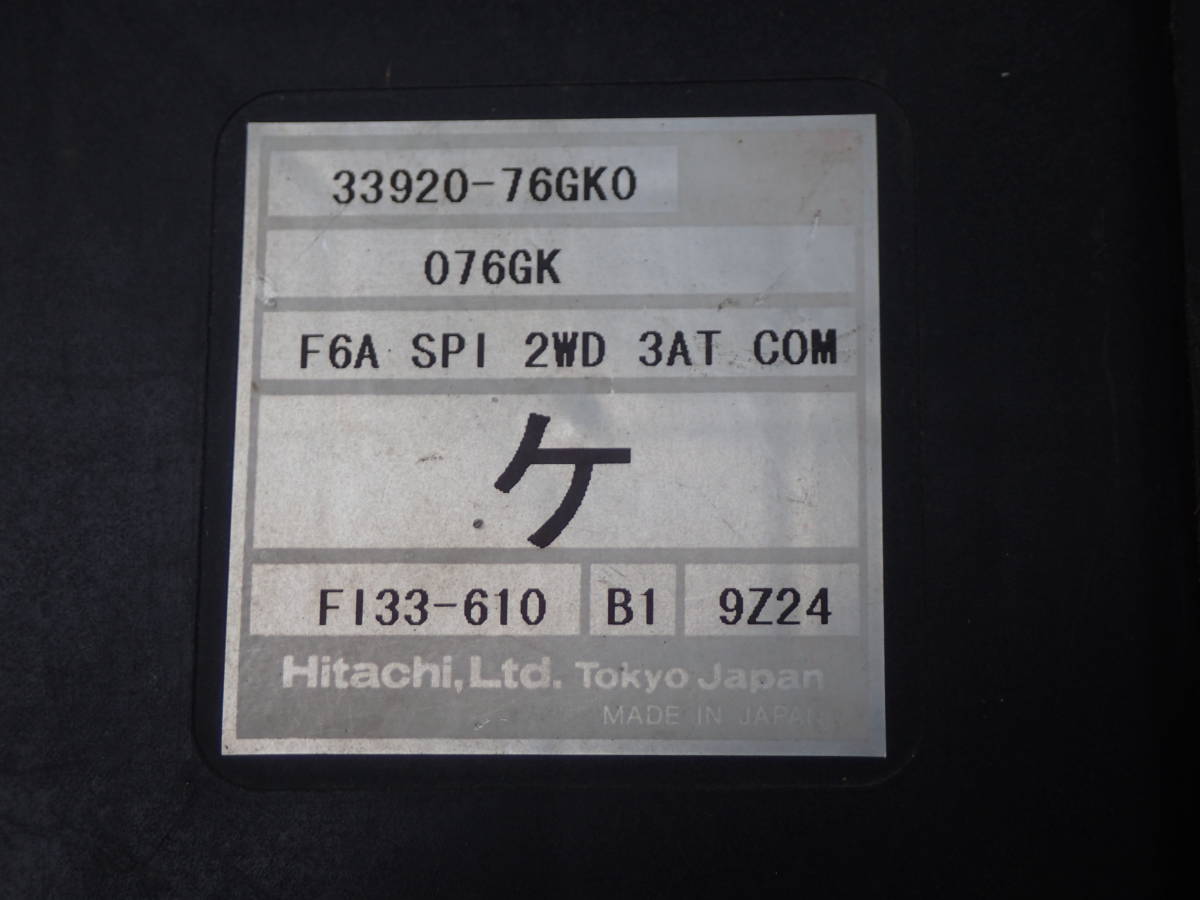 33920-76GK0
076GK
F6A SPI 2WD 3AT COM
ケ
FI33-610 B1 9Z24
Hitachi, Ltd. Tokyo Japan
MADE IN JAPAN